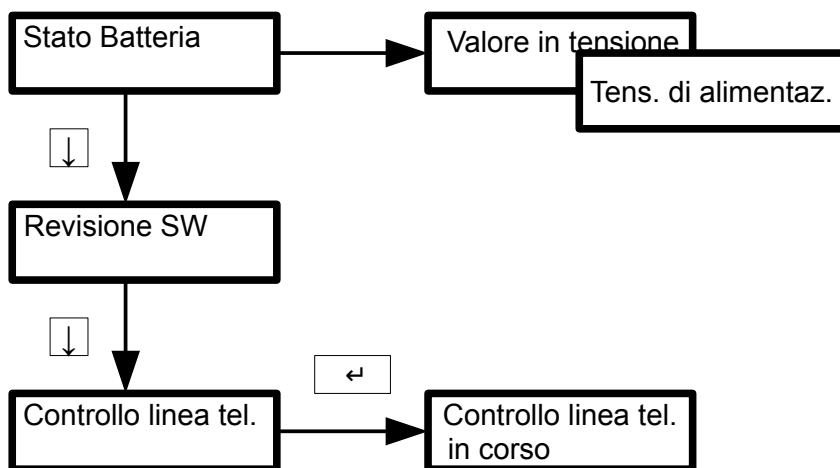 Stato Batteria
Valore in tensione
Tens. di alimentaz.
↓
Revisione SW
↓
↵
Controllo linea tel.
Controllo linea tel.
in corso